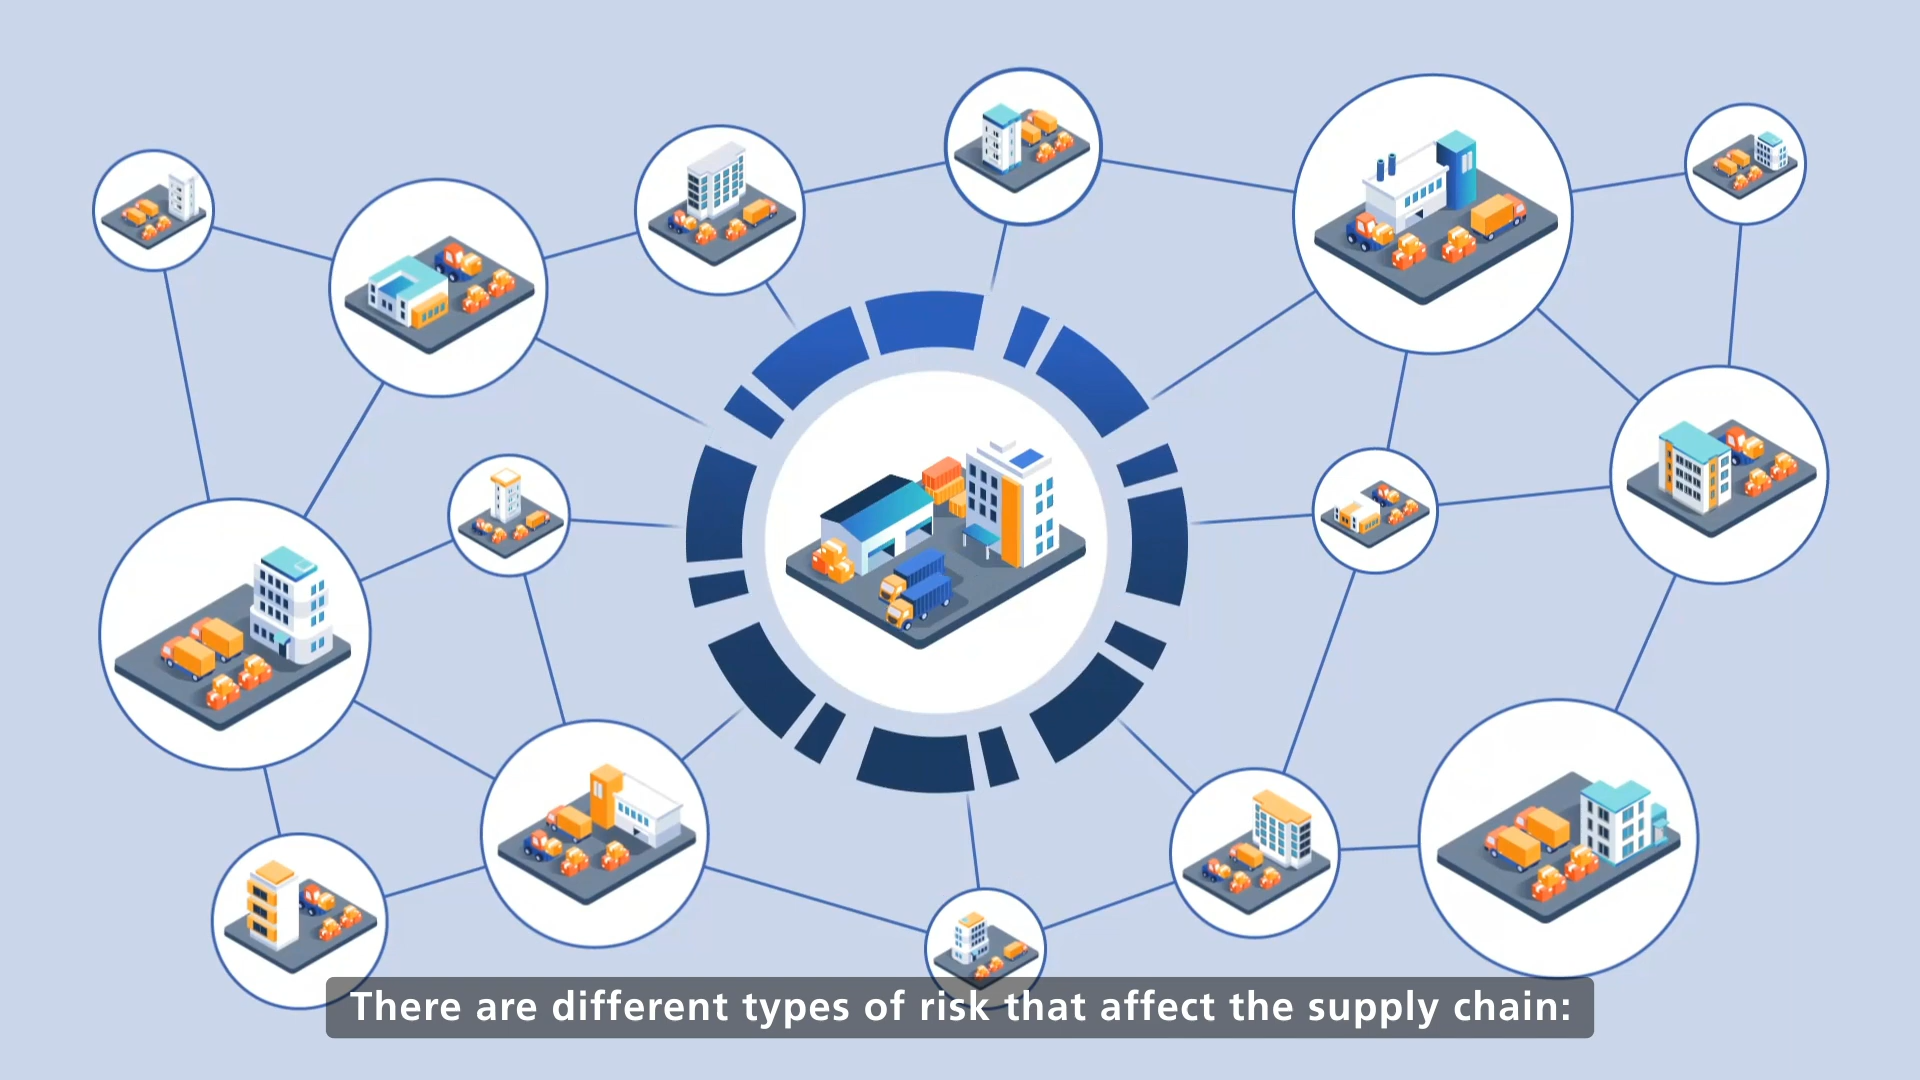 There are different types of risk that affect the supply chain: